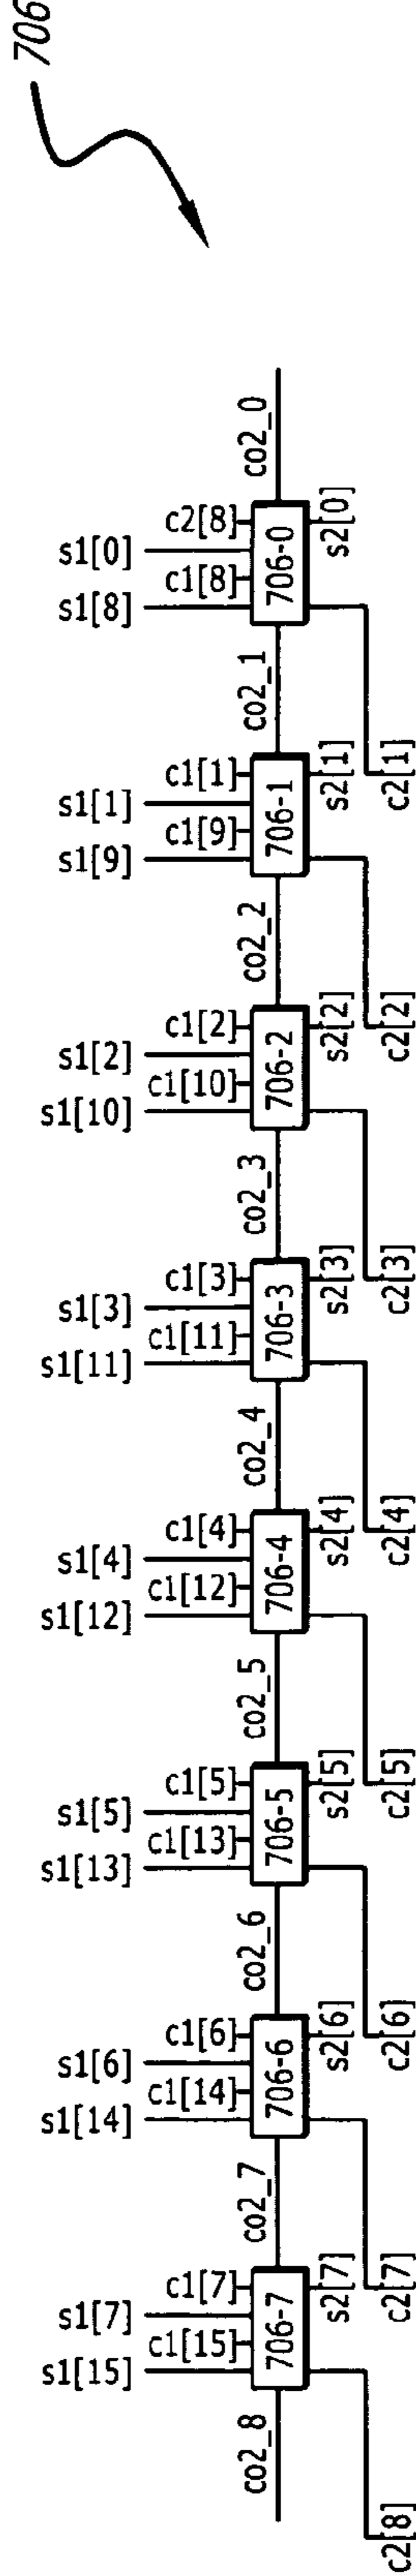 706
s1[15] s1[7] s1[14] s1[6] s1[13] s1[5] s1[12] s1[4] s1[11] s1[3] s1[10] s1[2] s1[9] s1[1] s1[8] s1[0]
c1[15] c1[7] c1[14] c1[6] c1[13] c1[5] c1[12] c1[4] c1[11] c1[3] c1[10] c1[2] c1[9] c1[1] c1[8] c2[8]
co2_8 co2_7 co2_6 co2_5 co2_4 co2_3 co2_2 co2_1 co2_0
706-7 706-6 706-5 706-4 706-3 706-2 706-1 706-0
s2[7] s2[6] s2[5] s2[4] s2[3] s2[2] s2[1] s2[0]
c2[8] c2[7] c2[6] c2[5] c2[4] c2[3] c2[2] c2[1]